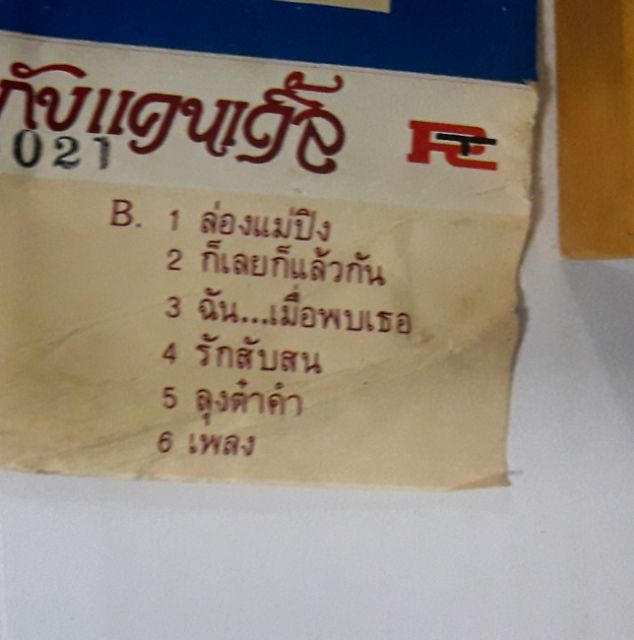 กับแดนเดิ้ล
021
B. 1 ล่องแม่ปิง
2 ก็เลยก็แล้วกัน
3 ฉัน...เมื่อพบเธอ
4 รักสับสน
5 ลุงต๋าคำ
6 เพลง